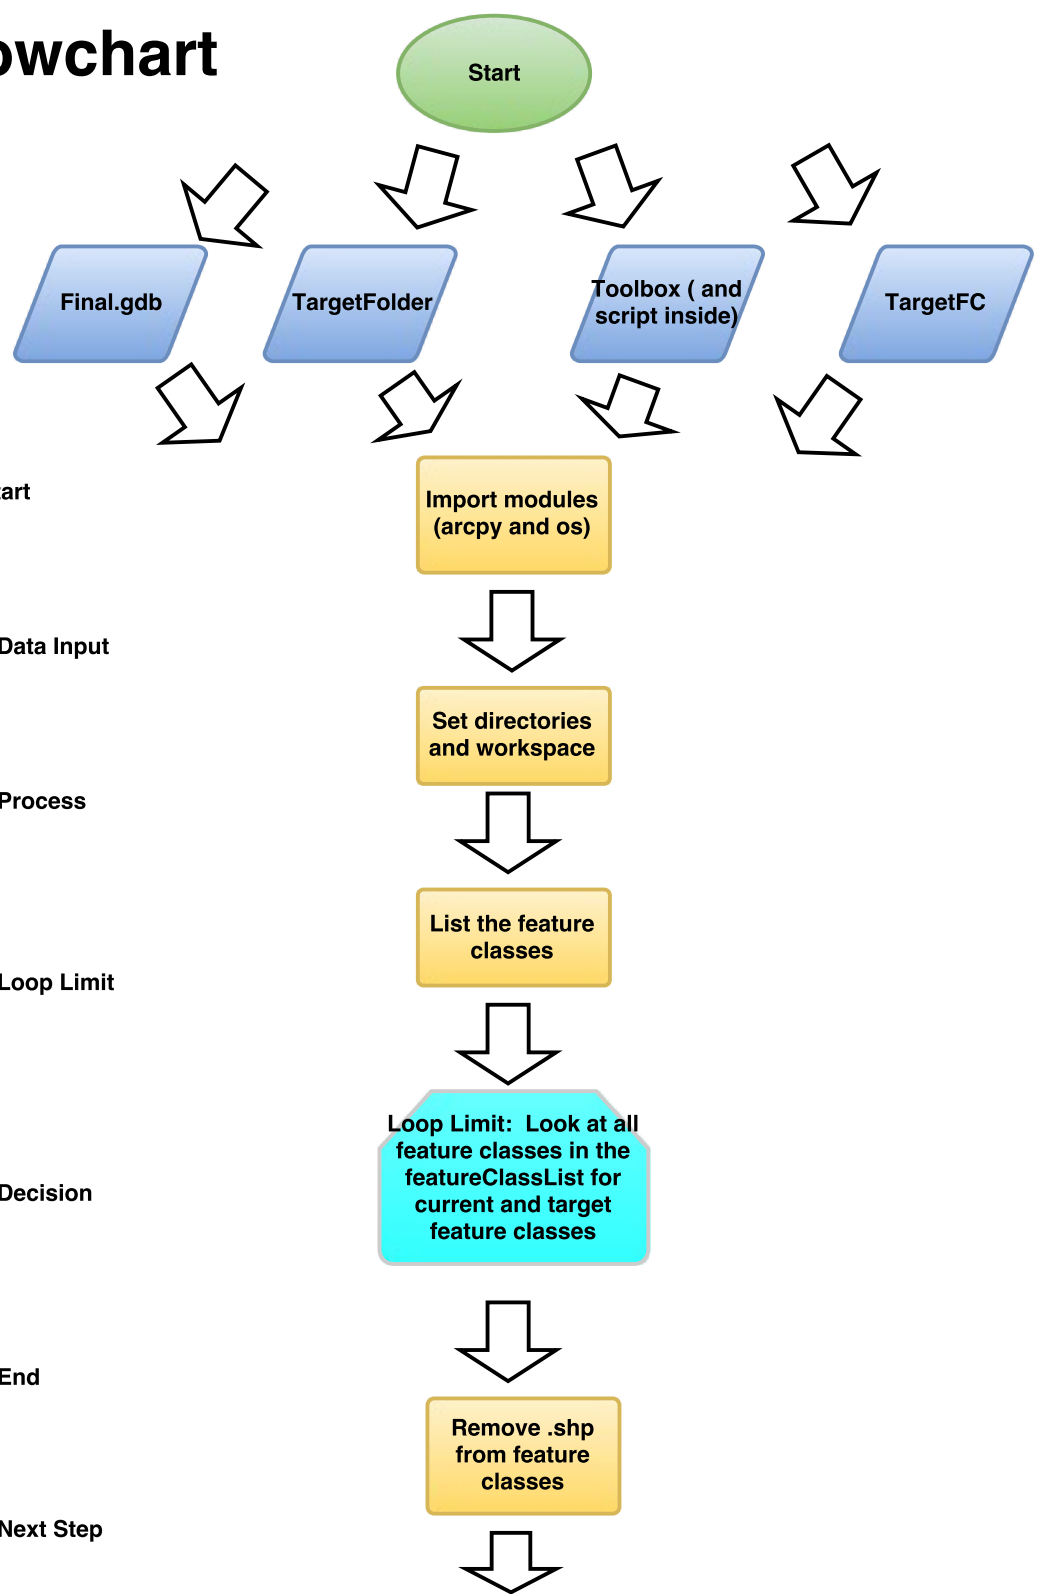 owchart
Start
Final.gdb
TargetFolder
Toolbox ( and
script inside)
TargetFC
tart
Import modules
(arcpy and os)
Data Input
Set directories
and workspace
Process
List the feature
classes
Loop Limit
Loop Limit:  Look at all
feature classes in the
featureClassList for
current and target
feature classes
Decision
End
Remove .shp
from feature
classes
Next Step